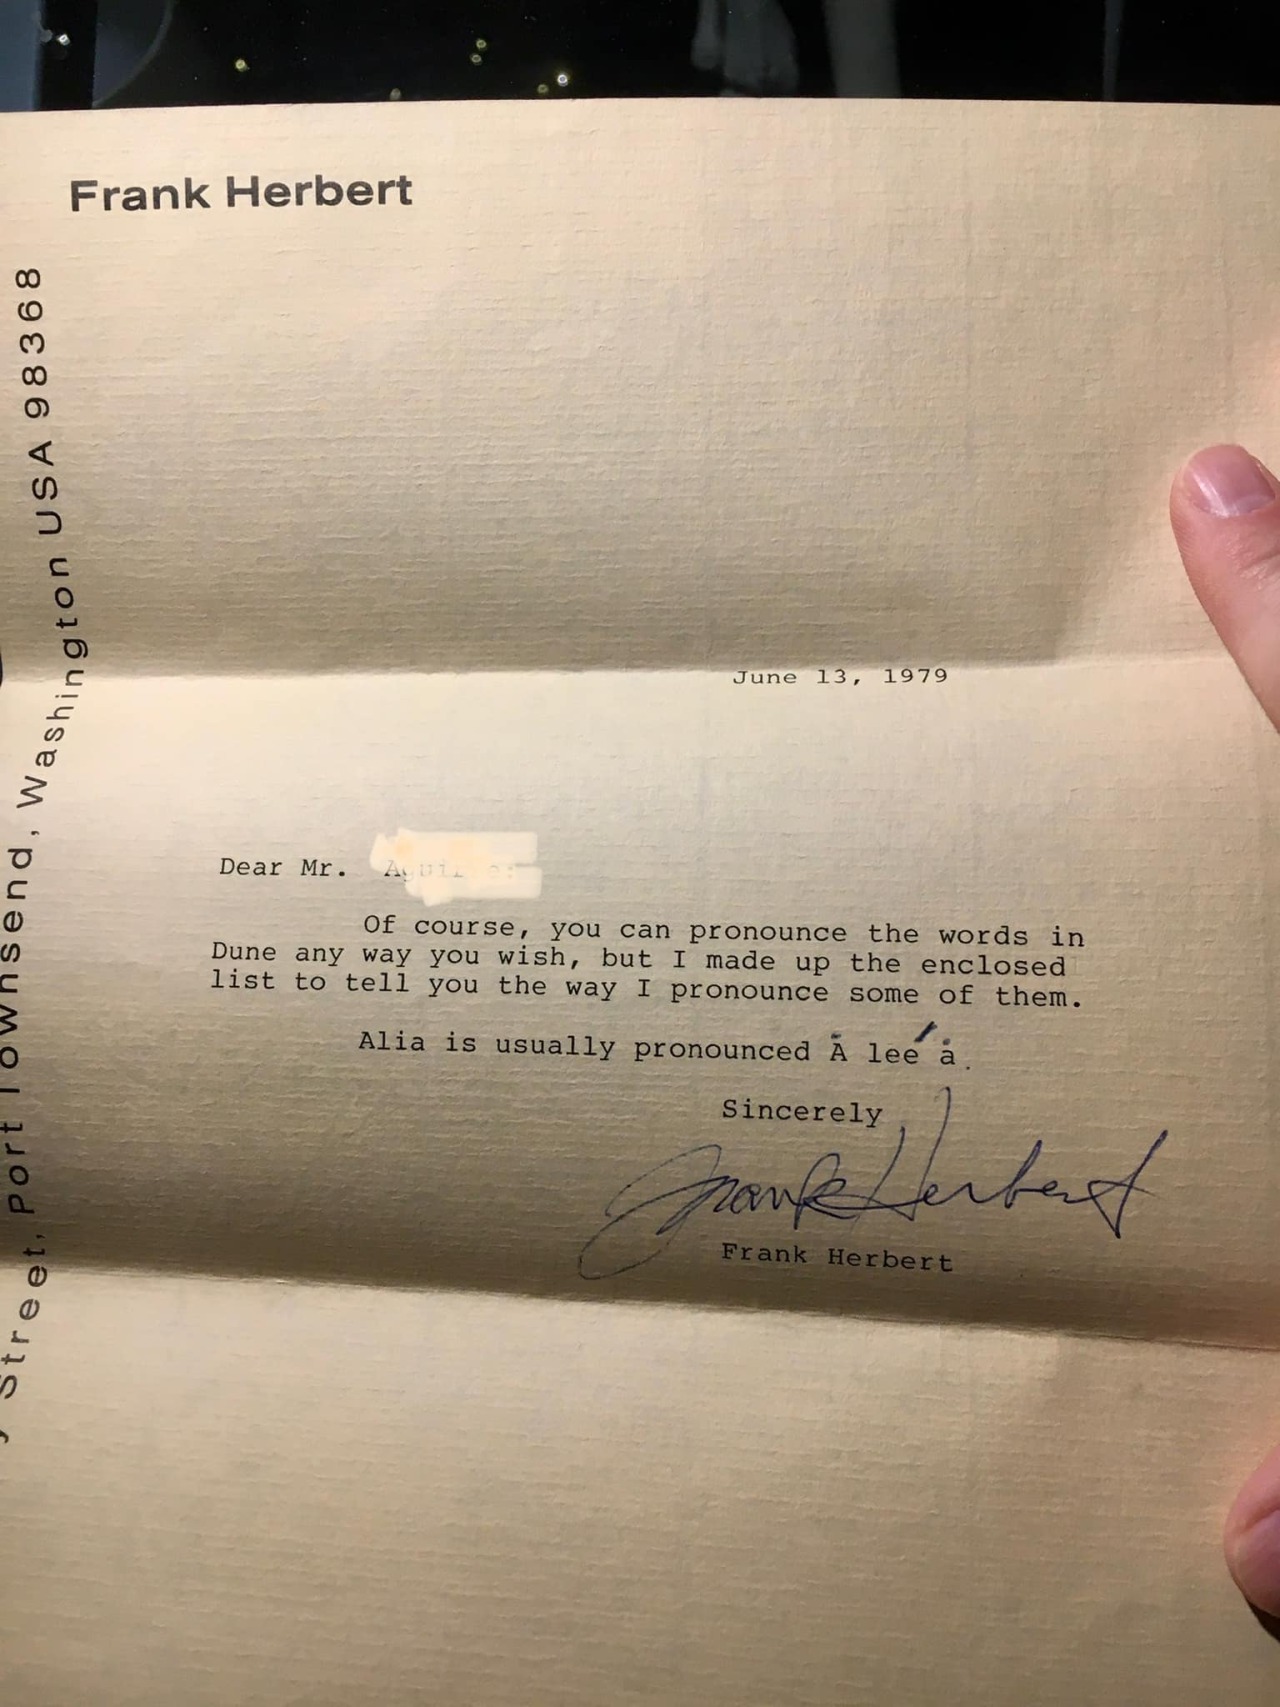 Frank Herbert
Street, Port Townsend, Washington USA 98368
June 13, 1979
Dear Mr.
Of course, you can pronounce the words in
Dune any way you wish, but I made up the enclosed
list to tell you the way I pronounce some of them.
Alia is usually pronounced Ä lee´ȧ.
Sincerely
Frank Herbert
Frank Herbert